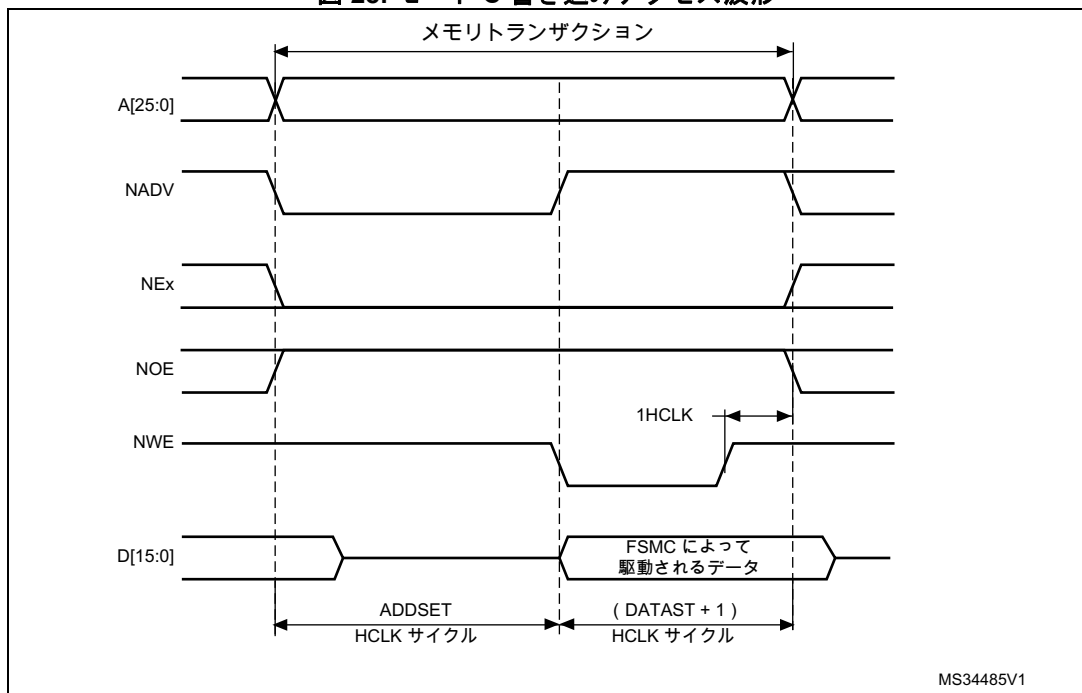 メモリトランザクション
A[25:0]
NADV
NEx
NOE
1HCLK
NWE
D[15:0]
FSMC によって
駆動されるデータ
ADDSET
HCLK サイクル
( DATAST + 1 )
HCLK サイクル
MS34485V1